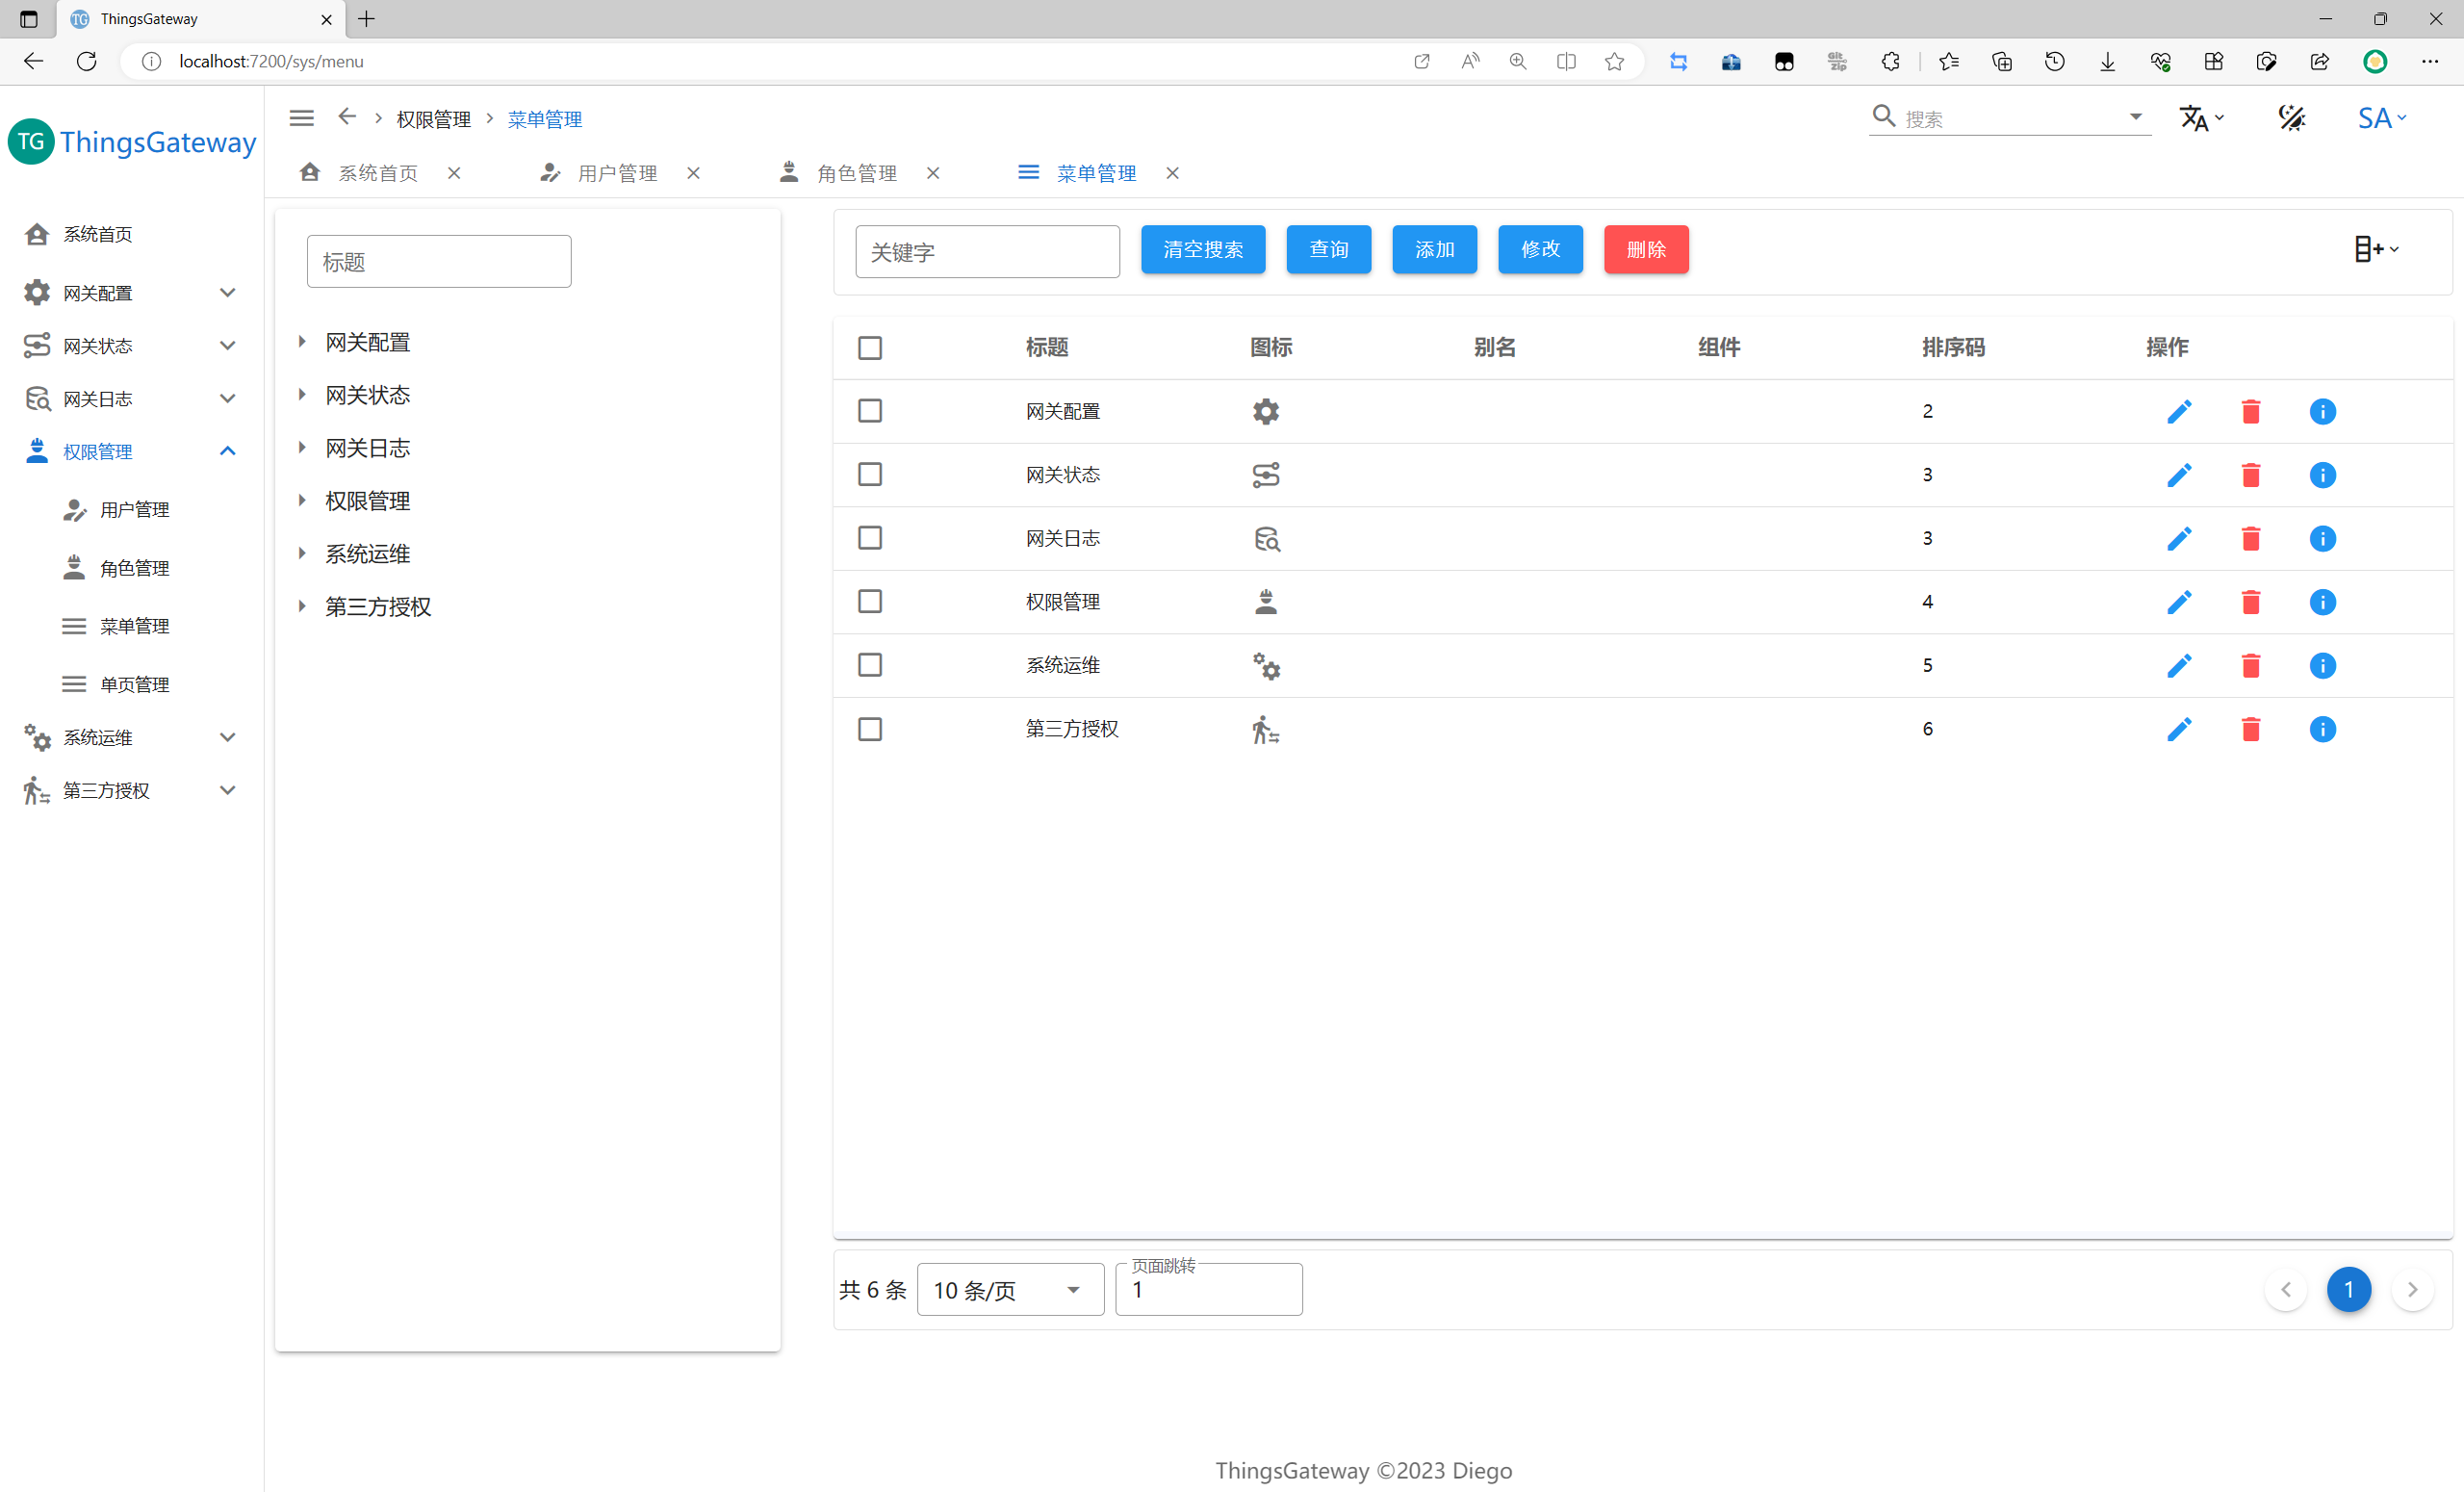 ThingsGateway
localhost:7200/sys/menu
TG ThingsGateway
权限管理 菜单管理
搜索
SA
系统首页 用户管理 角色管理 菜单管理
系统首页
网关配置
网关状态
网关日志
权限管理
用户管理
角色管理
菜单管理
单页管理
系统运维
第三方授权
标题
网关配置
网关状态
网关日志
权限管理
系统运维
第三方授权
关键字 清空搜索 查询 添加 修改 删除
标题 图标 别名 组件 排序码 操作
网关配置 2
网关状态 3
网关日志 3
权限管理 4
系统运维 5
第三方授权 6
共 6 条 10 条/页 页面跳转 1 1
ThingsGateway ©2023 Diego